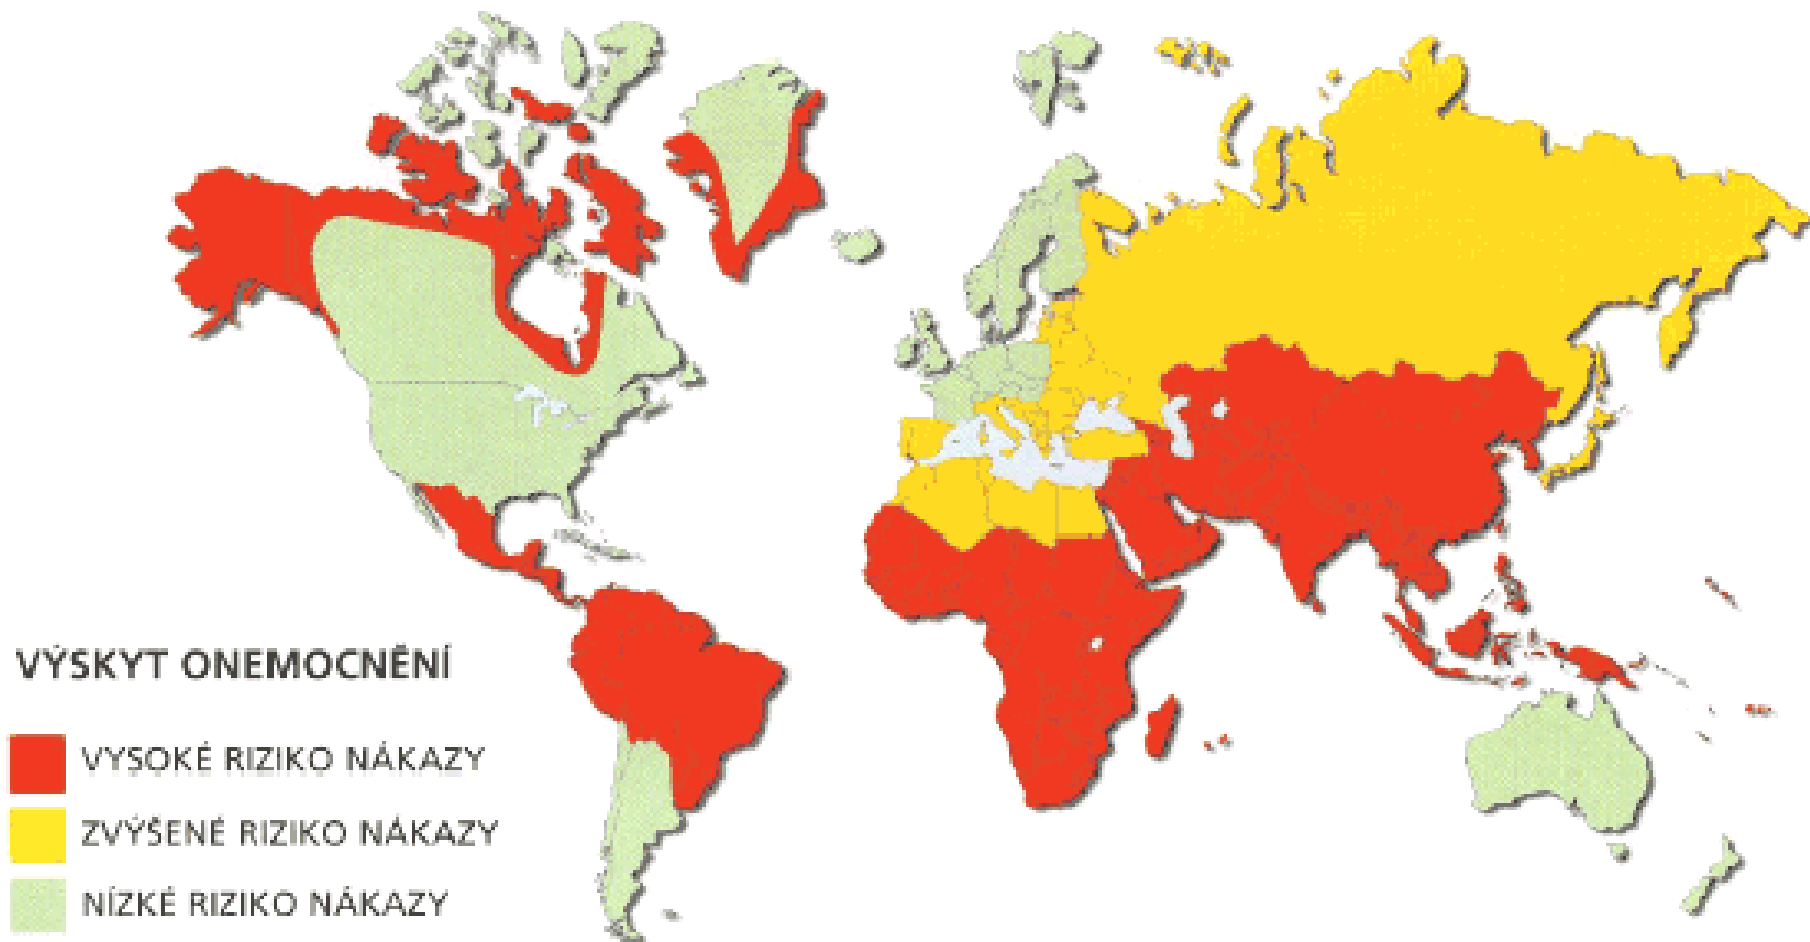 VÝSKYT ONEMOCNĚNÍ
VYSOKÉ RIZIKO NÁKAZY
ZVÝŠENÉ RIZIKO NÁKAZY
NÍZKÉ RIZIKO NÁKAZY